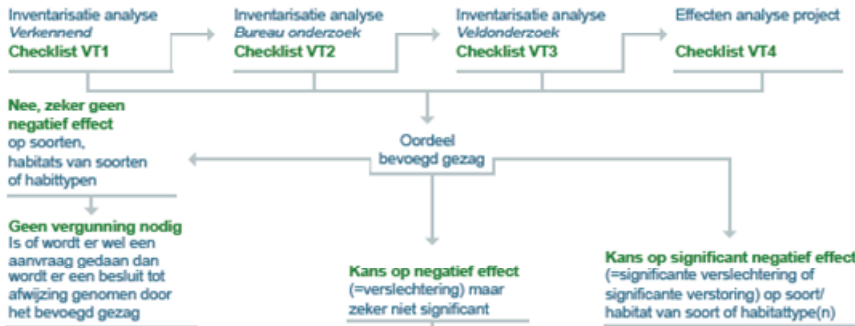 Inventarisatie analyse
Verkennend
Checklist VT1
Inventarisatie analyse
Bureau onderzoek
Checklist VT2
Inventarisatie analyse
Veldonderzoek
Checklist VT3
Effecten analyse project
Checklist VT4
Nee, zeker geen
negatief effect
op soorten,
habitats van soorten
of habittypen
Oordeel
bevoegd gezag
Geen vergunning nodig
Is of wordt er wel een
aanvraag gedaan dan
wordt er een besluit tot
afwijzing genomen door
het bevoegd gezag
Kans op negatief effect
(=verslechtering) maar
zeker niet significant
Kans op significant negatief effect
(=significante verslechtering of
significante verstoring) op soort/
habitat van soort of habitattype(n)